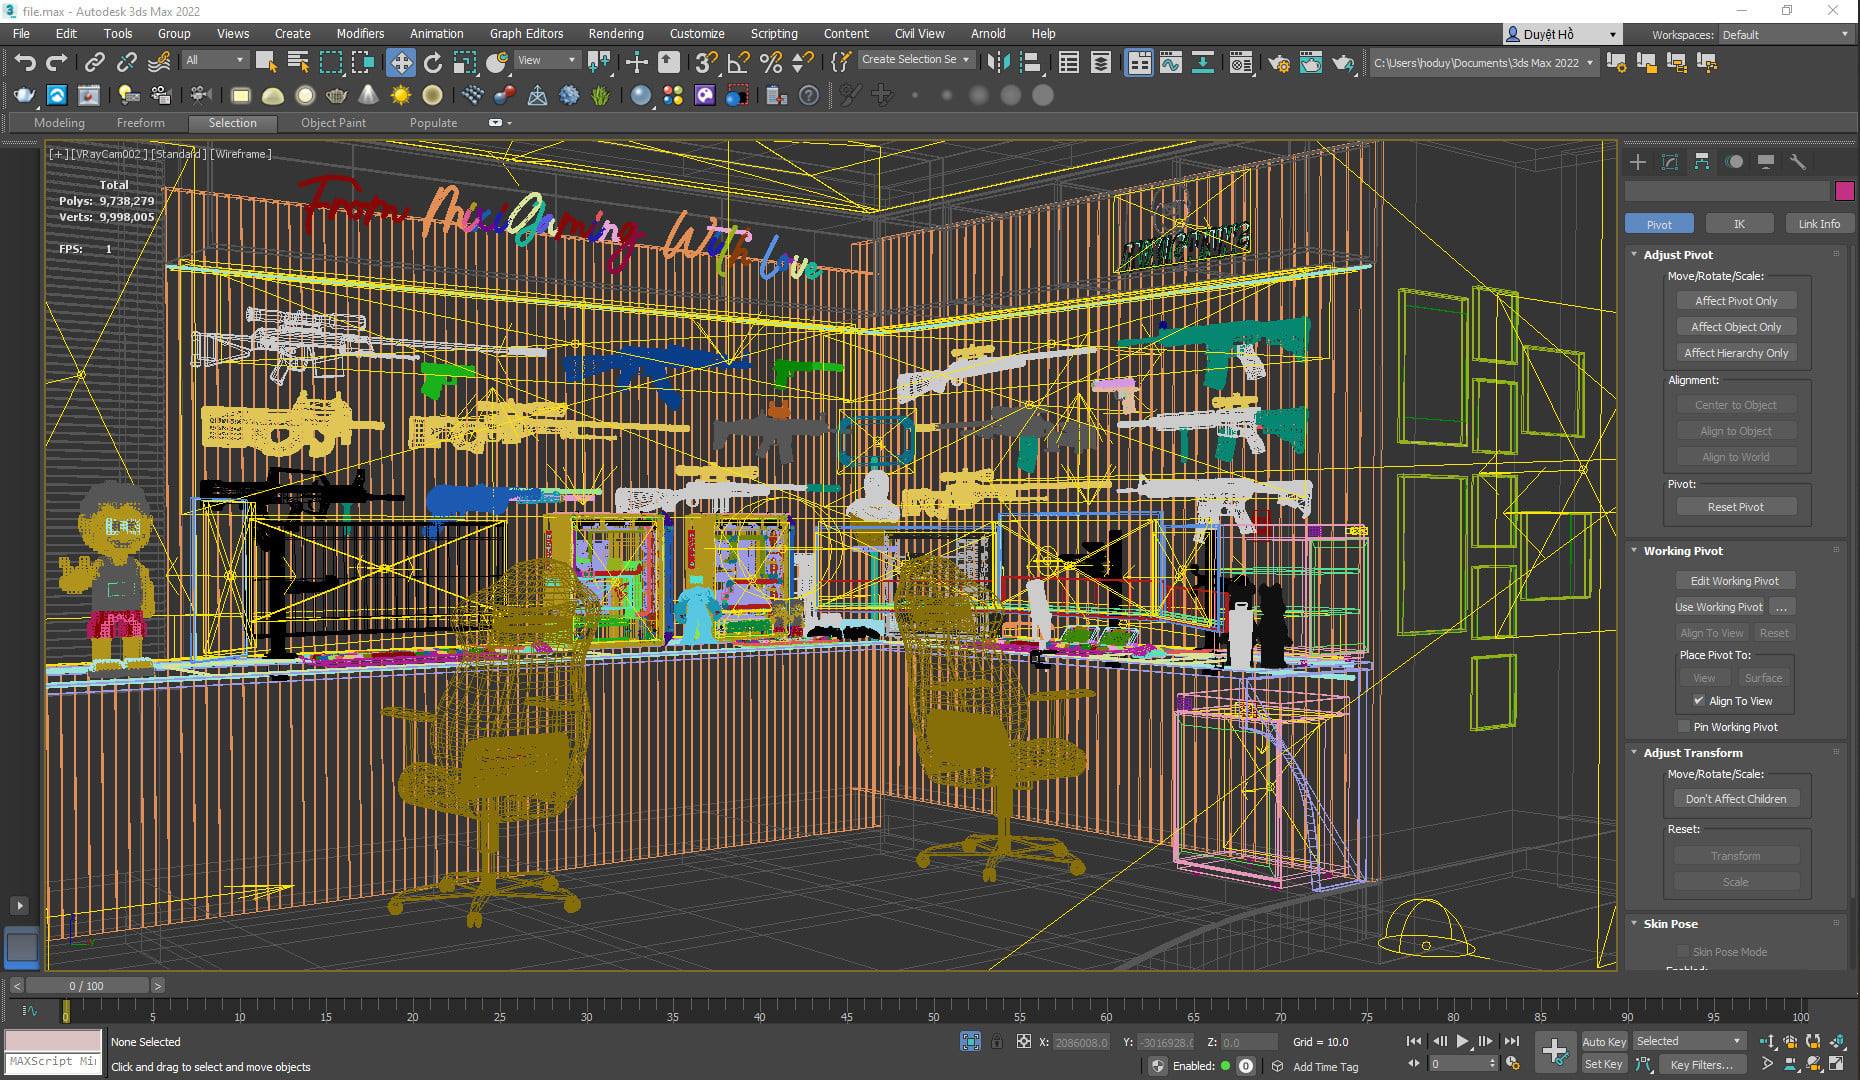 file.max - Autodesk 3ds Max 2022
File Edit Tools Group Views Create Modifiers Animation Graph Editors Rendering Customize Scripting Content Civil View Arnold Help
Duyệt Hồ
Workspaces: Default
All
View
Create Selection Se
C:\Users\hoduy\Documents\3ds Max 2022
Modeling Freeform Selection Object Paint Populate
[+] [VRayCam002 ] [Standard ] [Wireframe ]
Total
Polys: 9,738,279
Verts: 9,998,005
FPS: 1
From MixiGaming With Love
Pivot IK Link Info
Adjust Pivot
Move/Rotate/Scale:
Affect Pivot Only
Affect Object Only
Affect Hierarchy Only
Alignment:
Center to Object
Align to Object
Align to World
Pivot:
Reset Pivot
Working Pivot
Edit Working Pivot
Use Working Pivot ...
Align To View Reset
Place Pivot To:
View Surface
Align To View
Pin Working Pivot
Adjust Transform
Move/Rotate/Scale:
Don't Affect Children
Reset:
Transform
Scale
Skin Pose
Skin Pose Mode
Enabled:
< 0 / 100 >
0 5 10 15 20 25 30 35 40 45 50 55 60 65 70 75 80 85 90 95 100
None Selected
X: 2086008.0 Y: -3016928.0 Z: 0.0 Grid = 10.0
Auto Key Selected
MAXScript Mi
Click and drag to select and move objects
Enabled: 0 Add Time Tag
0
Set Key Key Filters...